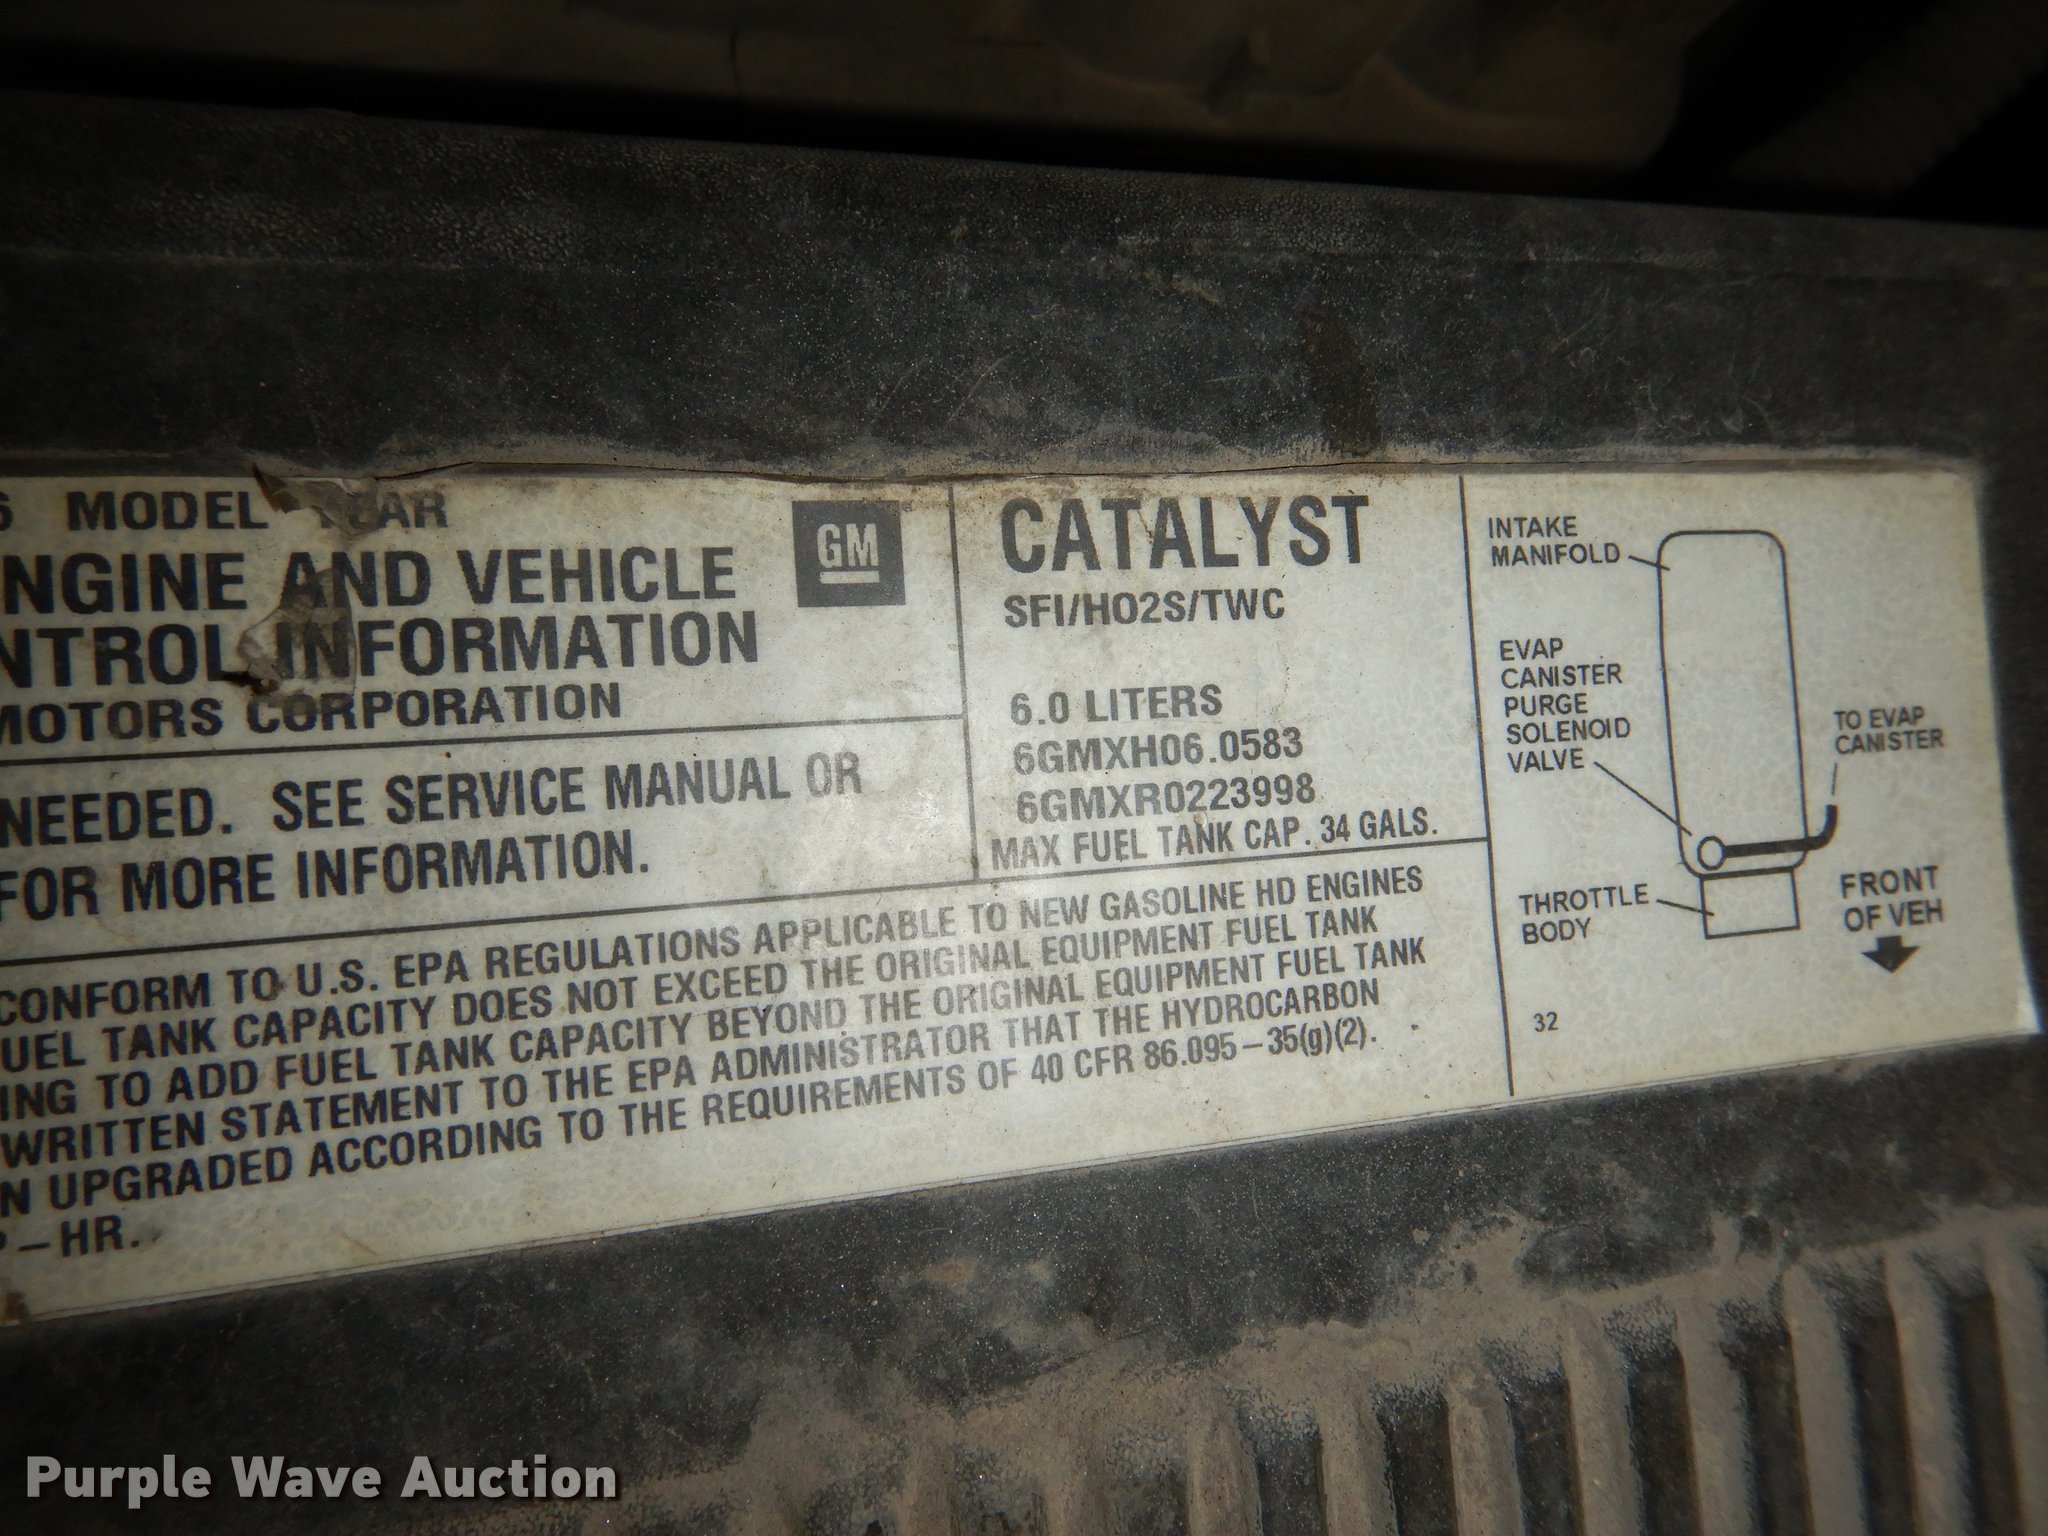 6 MODEL YEAR
NGINE AND VEHICLE
NTROL INFORMATION
MOTORS CORPORATION
GM
NEEDED. SEE SERVICE MANUAL OR
FOR MORE INFORMATION.
CATALYST
SFI/HO2S/TWC
6.0 LITERS
6GMXH06.0583
6GMXR0223998
MAX FUEL TANK CAP. 34 GALS.
CONFORM TO U.S. EPA REGULATIONS APPLICABLE TO NEW GASOLINE HD ENGINES
UEL TANK CAPACITY DOES NOT EXCEED THE ORIGINAL EQUIPMENT FUEL TANK
ING TO ADD FUEL TANK CAPACITY BEYOND THE ORIGINAL EQUIPMENT FUEL TANK
WRITTEN STATEMENT TO THE EPA ADMINISTRATOR THAT THE HYDROCARBON
N UPGRADED ACCORDING TO THE REQUIREMENTS OF 40 CFR 86.095-35(g)(2).
P-HR.
INTAKE
MANIFOLD
EVAP
CANISTER
PURGE
SOLENOID
VALVE
TO EVAP
CANISTER
THROTTLE
BODY
FRONT
OF VEH
32
Purple Wave Auction